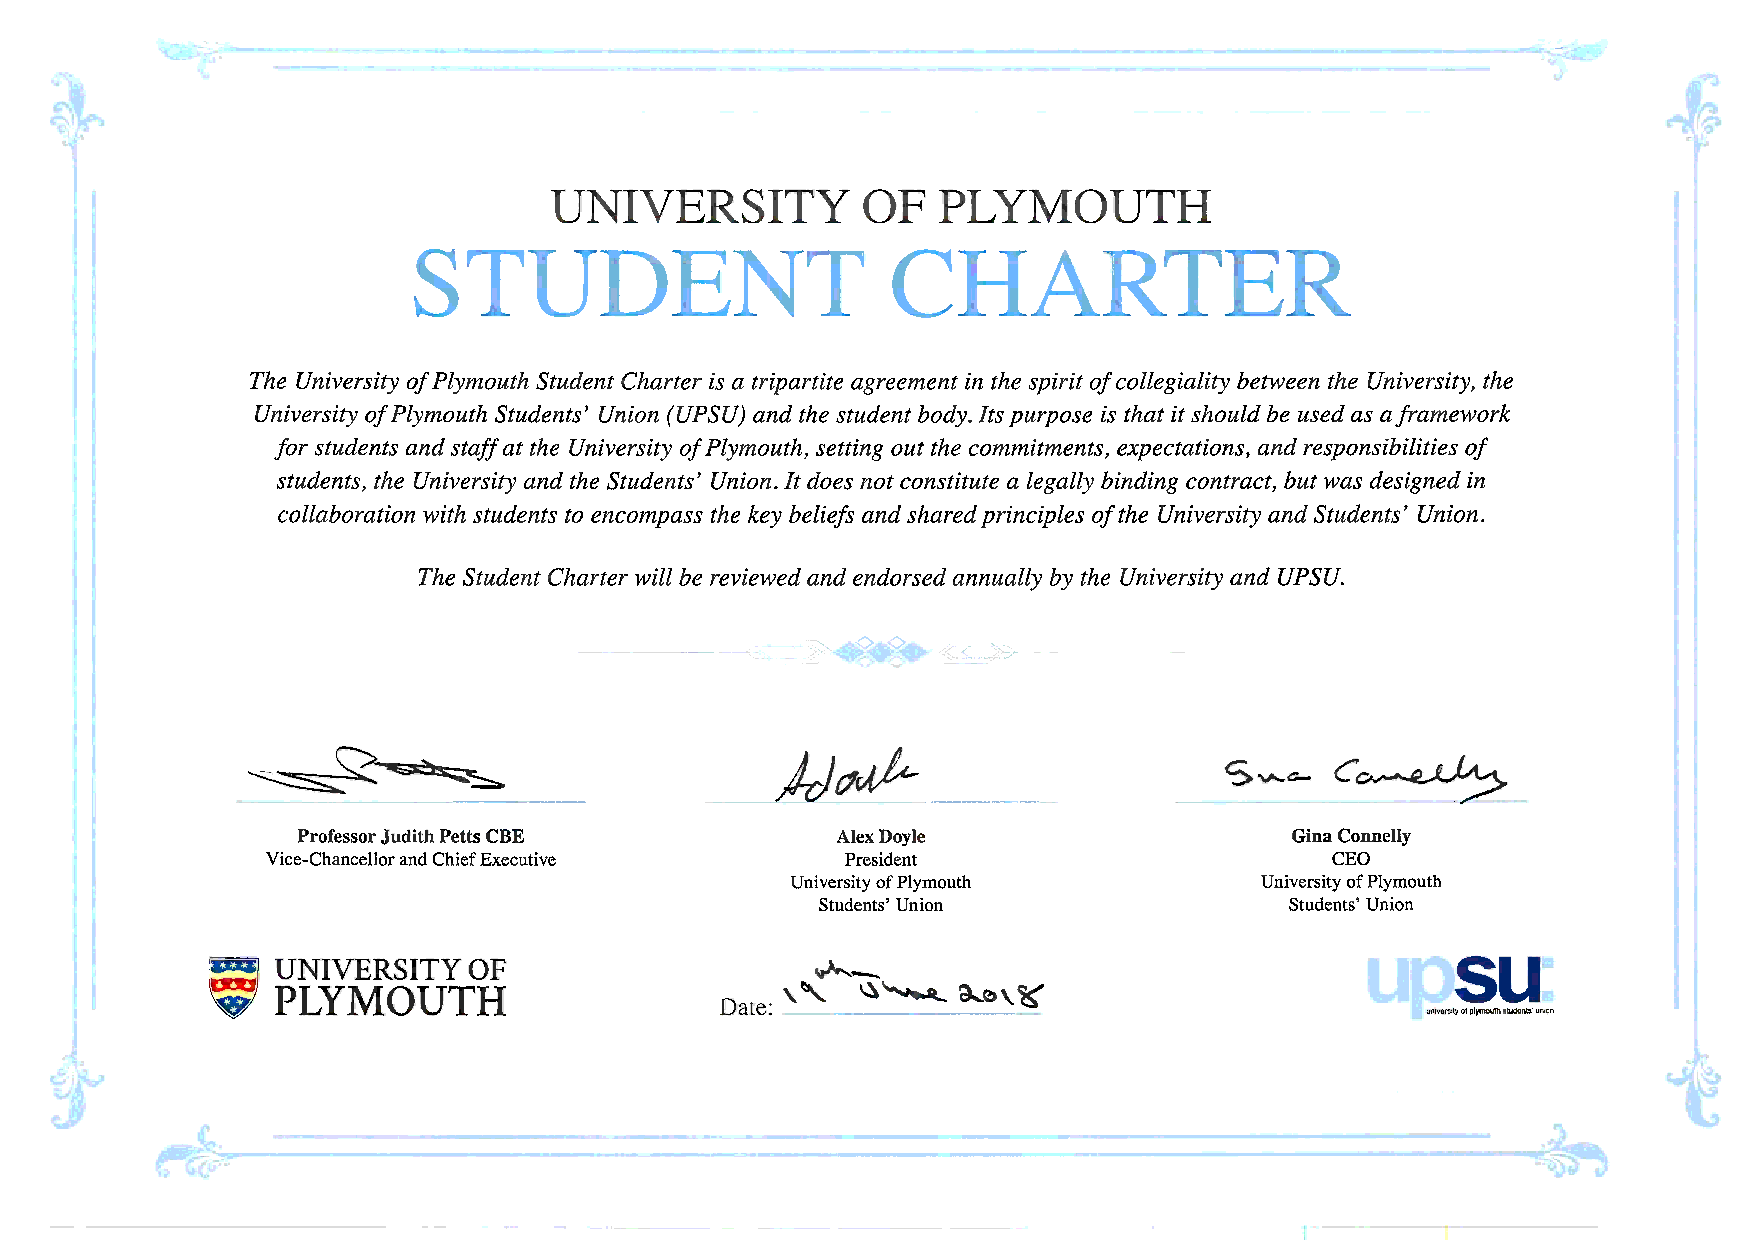 UNIVERSITY OF PLYMOUTH
STUDENT CHARTER
The University of Plymouth Student Charter is a tripartite agreement in the spirit of collegiality between the University, the
University of Plymouth Students' Union (UPSU) and the student body. Its purpose is that it should be used as a framework
for students and staff at the University of Plymouth, setting out the commitments, expectations, and responsibilities of
students, the University and the Students' Union. It does not constitute a legally binding contract, but was designed in
collaboration with students to encompass the key beliefs and shared principles of the University and Students' Union.
The Student Charter will be reviewed and endorsed annually by the University and UPSU.
ADoyle
Gina Connelly
Professor Judith Petts CBE
Vice-Chancellor and Chief Executive
Alex Doyle
President
University of Plymouth
Students' Union
Gina Connelly
CEO
University of Plymouth
Students' Union
UNIVERSITY OF
PLYMOUTH
Date: 19th June 2018
upsu:
university of plymouth students' union